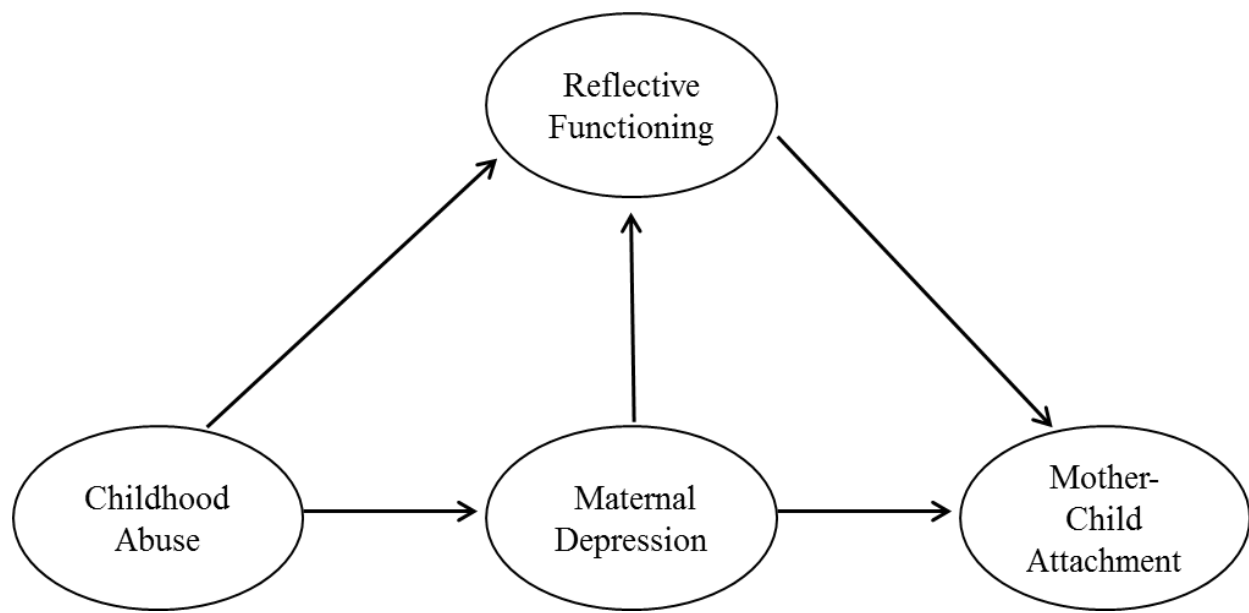 Reflective
Functioning
Childhood
Abuse
Maternal
Depression
Mother-
Child
Attachment